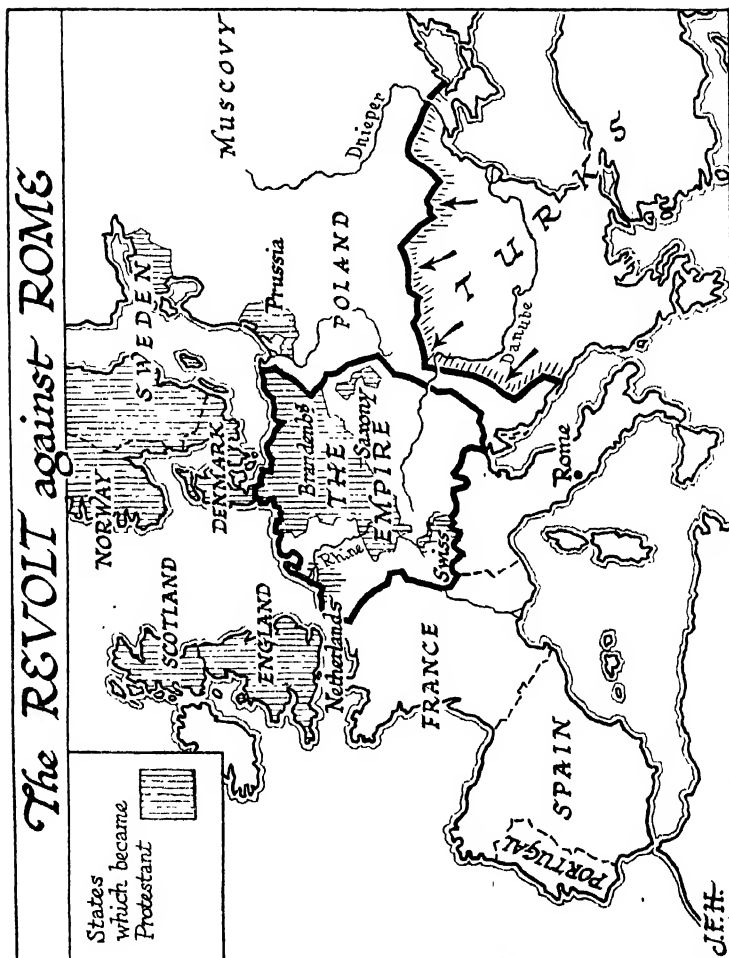 The REVOLT against ROME
States
which became
Protestant
NORWAY
SWEDEN
MUSCOVY
SCOTLAND
DENMARK
Prussia
Dnieper
ENGLAND
Brandenbg
POLAND
Netherlands
Rhine
THE
EMPIRE
Saxony
TURKS
Danube
FRANCE
Swiss
Rome
SPAIN
PORTUGAL
J.F.H.